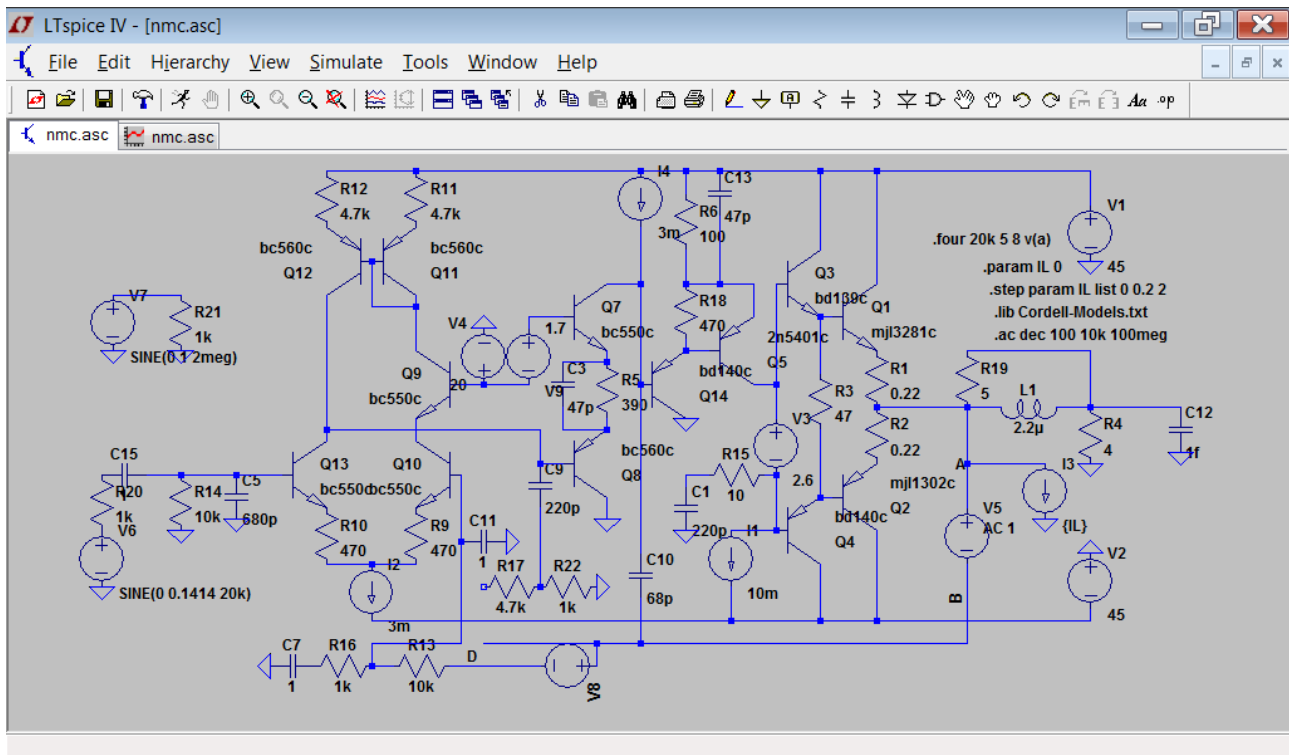 LTspice IV - [nmc.asc]
File Edit Hierarchy View Simulate Tools Window Help
Aa .op
nmc.asc
nmc.asc
R12
4.7k
R11
4.7k
I4
3m
R6
100
C13
47p
V1
45
.four 20k 5 8 v(a)
.param IL 0
.step param IL list 0 0.2 2
.lib Cordell-Models.txt
.ac dec 100 10k 100meg
bc560c
Q12
bc560c
Q11
V7
R21
1k
SINE(0 1 2meg)
V4
20
1.7
V9
Q7
bc550c
R18
470
Q3
bd139c
Q1
mjl3281c
2n5401c
Q5
bd140c
Q14
Q9
bc550c
C3
47p
R5
390
R3
47
R1
0.22
R2
0.22
R19
5
L1
2.2µ
R4
4
C12
1f
C15
R20
1k
V6
SINE(0 0.1414 20k)
R14
10k
C5
680p
Q13
bc550c
Q10
bc550c
R10
470
R9
470
I2
3m
C11
1
C9
220p
bc560c
Q8
R17
4.7k
R22
1k
C10
68p
C1
220p
R15
10
V3
2.6
I1
10m
bd140c
Q4
mjl1302c
Q2
A
V5
AC 1
B
I3
{IL}
V2
45
C7
1
R16
1k
R13
10k
D
V8